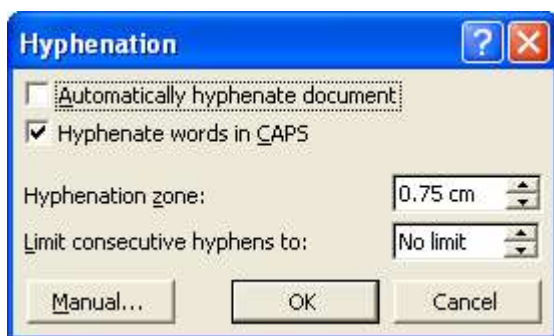 Hyphenation
Automatically hyphenate document
Hyphenate words in CAPS
Hyphenation zone: 0.75 cm
Limit consecutive hyphens to: No limit
Manual... OK Cancel